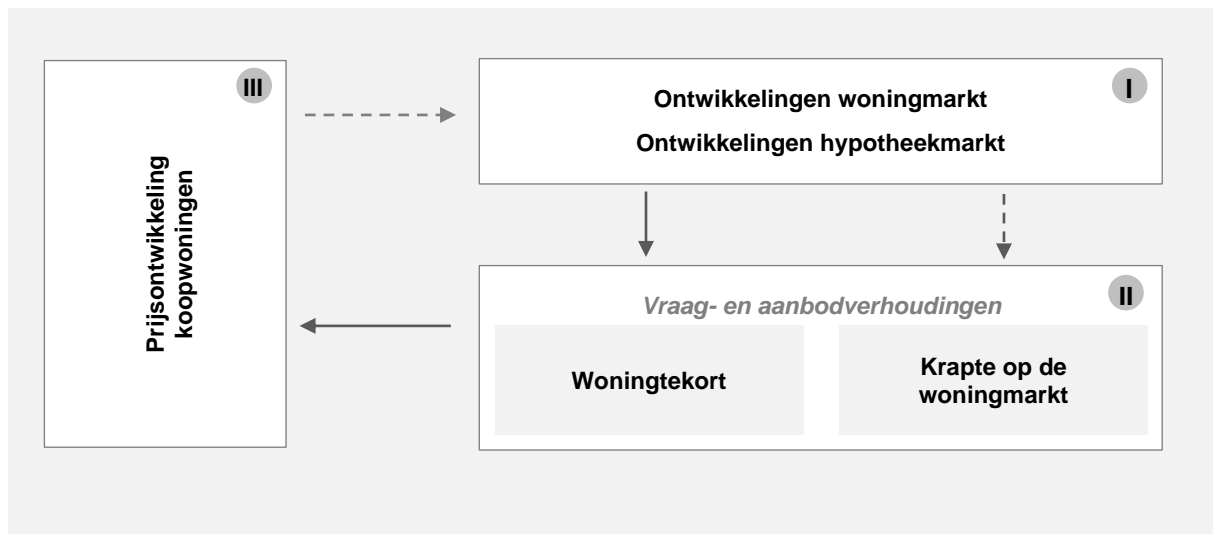 III
Prijsontwikkeling
koopwoningen
I
Ontwikkelingen woningmarkt
Ontwikkelingen hypotheekmarkt
II
Vraag- en aanbodverhoudingen
Woningtekort
Krapte op de
woningmarkt